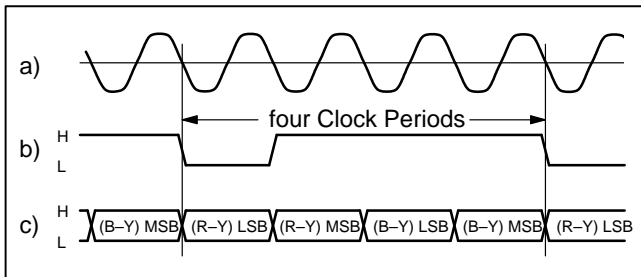 a)
four Clock Periods
b)
H
L
c)
H
L
(B–Y) MSB (R–Y) LSB (R–Y) MSB (B–Y) LSB (B–Y) MSB (R–Y) LSB